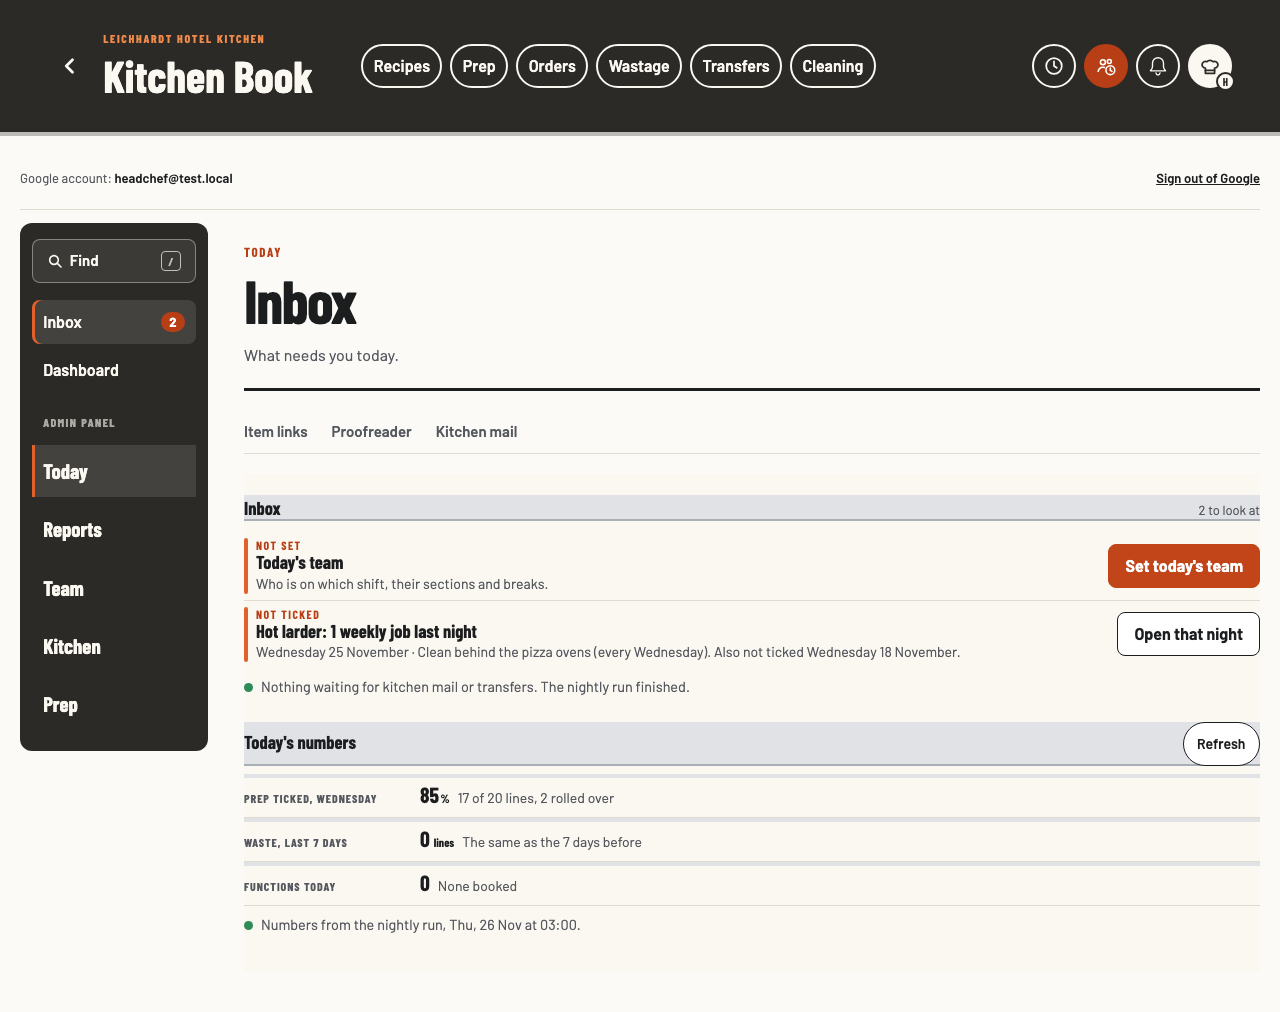 LEICHHARDT HOTEL KITCHEN
Kitchen Book
Recipes
Prep
Orders
Wastage
Transfers
Cleaning
H
Google account: headchef@test.local
Sign out of Google
Find
/
Inbox
2
Dashboard
ADMIN PANEL
Today
Reports
Team
Kitchen
Prep
TODAY
Inbox
What needs you today.
Item links
Proofreader
Kitchen mail
Inbox
2 to look at
NOT SET
Today's team
Who is on which shift, their sections and breaks.
Set today's team
NOT TICKED
Hot larder: 1 weekly job last night
Wednesday 25 November · Clean behind the pizza ovens (every Wednesday). Also not ticked Wednesday 18 November.
Open that night
Nothing waiting for kitchen mail or transfers. The nightly run finished.
Today's numbers
Refresh
PREP TICKED, WEDNESDAY
85% 17 of 20 lines, 2 rolled over
WASTE, LAST 7 DAYS
0 lines The same as the 7 days before
FUNCTIONS TODAY
0 None booked
Numbers from the nightly run, Thu, 26 Nov at 03:00.